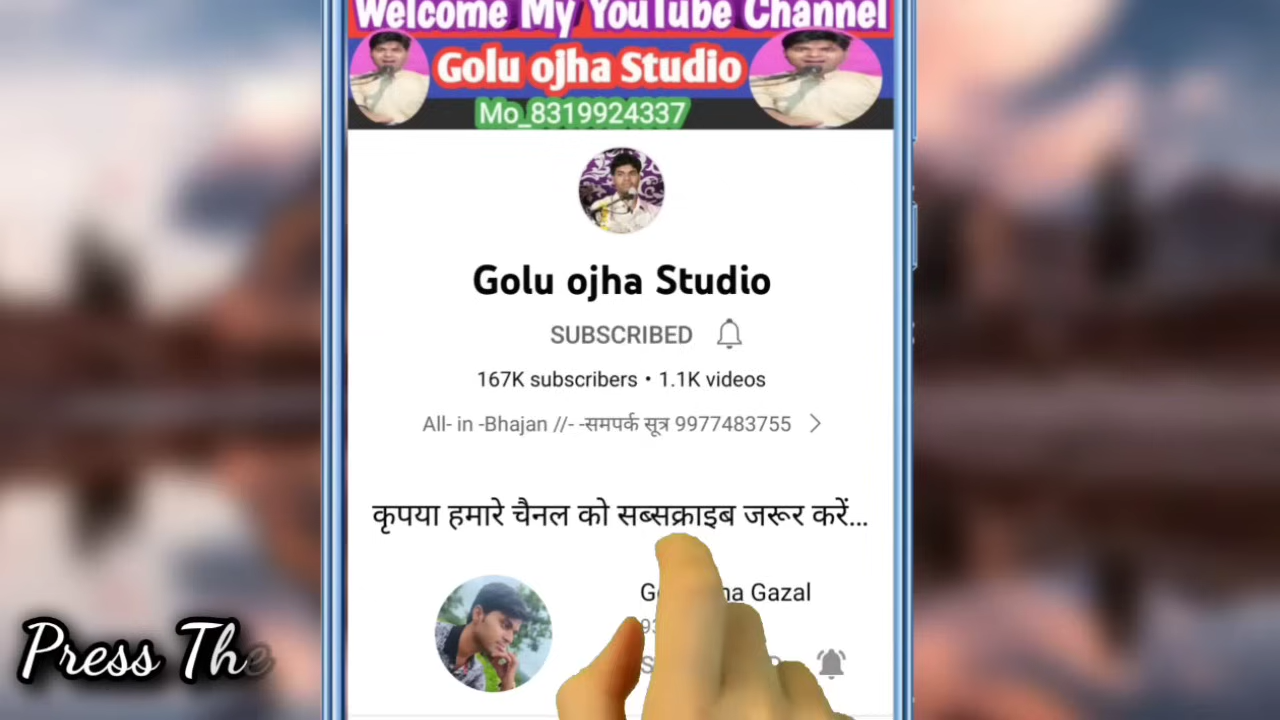 Welcome My YouTube Channel
Golu ojha Studio
Mo_8319924337
Golu ojha Studio
SUBSCRIBED
167K subscribers • 1.1K videos
All- in -Bhajan //- -समपर्क सूत्र 9977483755
कृपया हमारे चैनल को सब्सक्राइब जरूर करें...
Gazal
Press The